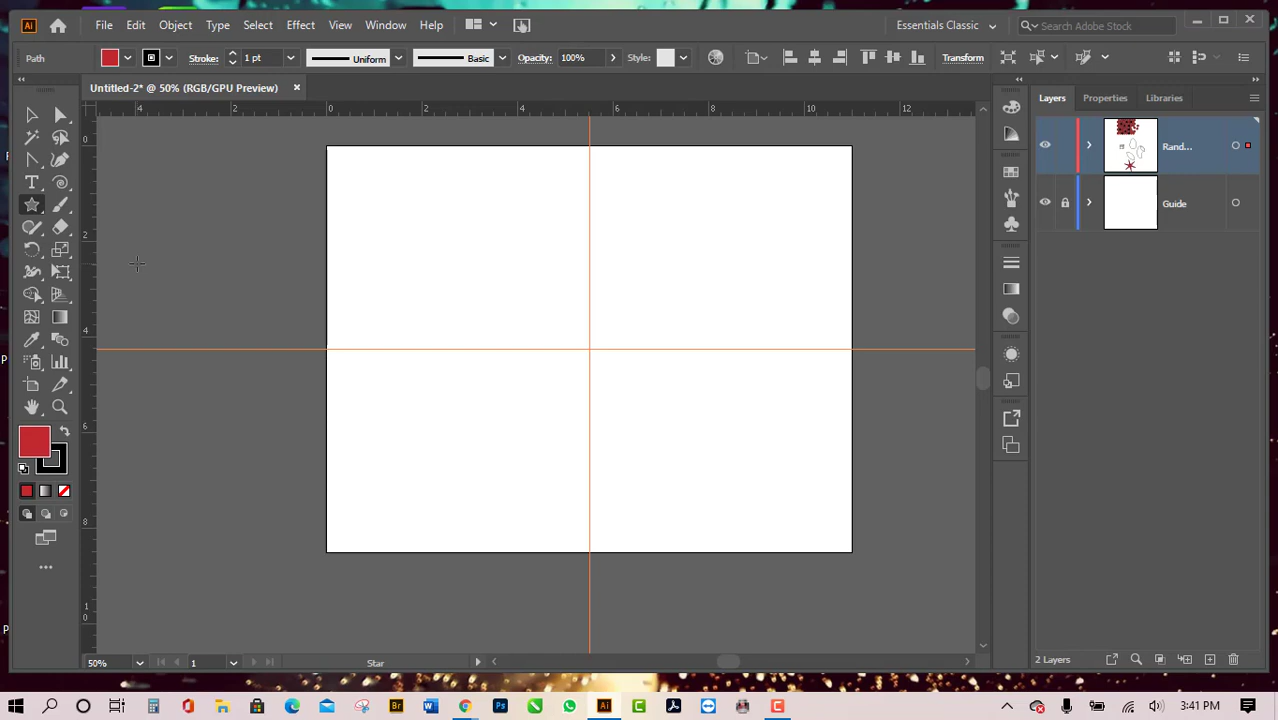 Ai File Edit Object Type Select Effect View Window Help Essentials Classic Search Adobe Stock
Path Stroke: 1 pt Uniform Basic Opacity: 100% Style: Transform
Untitled-2* @ 50% (RGB/GPU Preview) Layers Properties Libraries
4 2 0 2 4 6 8 10 12
0
2
4
6
8
1
0
Rand...
Guide
50% 1 Star 2 Layers
W Br Ps Ai C C 3:41 PM